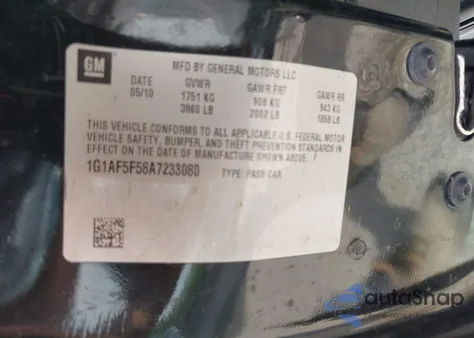 GM
MFD BY GENERAL MOTORS LLC
DATE GVWR GAWR FRT GAWR RR
05/10 1751 KG 908 KG 843 KG
3860 LB 2002 LB 1858 LB
THIS VEHICLE CONFORMS TO ALL APPLICABLE U.S. FEDERAL MOTOR
VEHICLE SAFETY, BUMPER, AND THEFT PREVENTION STANDARDS IN
EFFECT ON THE DATE OF MANUFACTURE SHOWN ABOVE.
1G1AF5F58A7233080 TYPE: PASS CAR
autoSnap